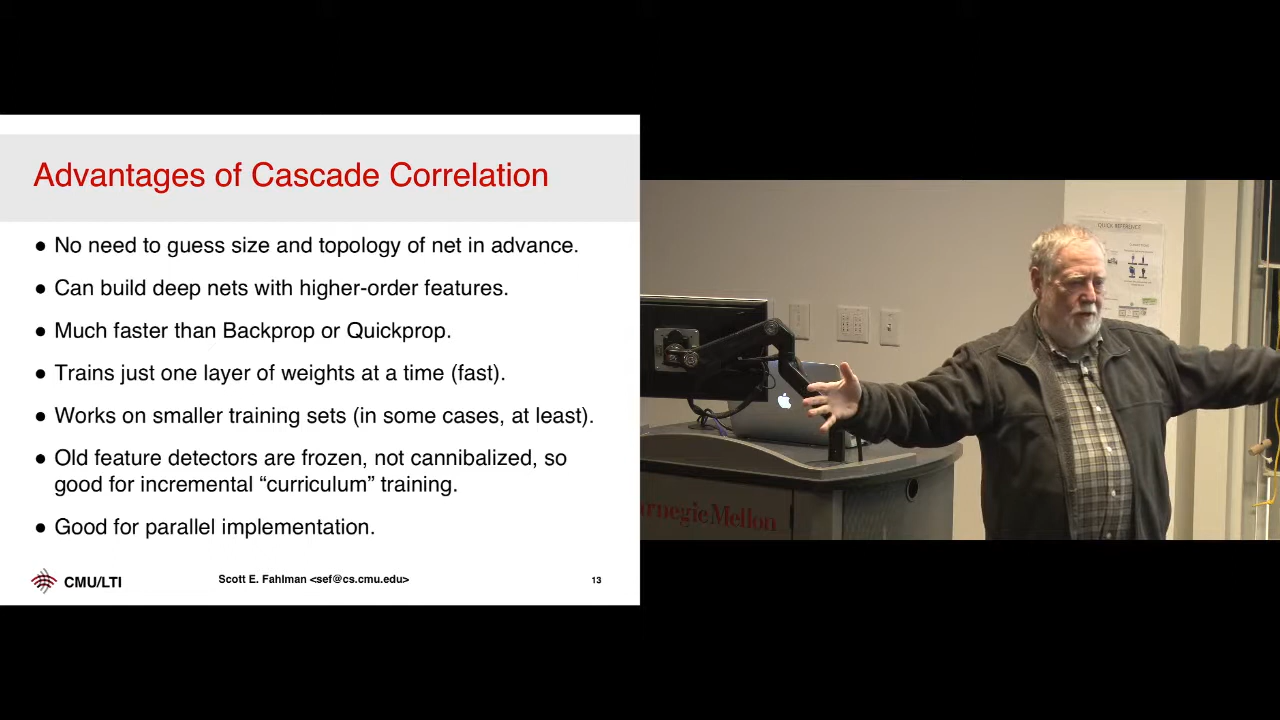 Advantages of Cascade Correlation
● No need to guess size and topology of net in advance.
● Can build deep nets with higher-order features.
● Much faster than Backprop or Quickprop.
● Trains just one layer of weights at a time (fast).
● Works on smaller training sets (in some cases, at least).
● Old feature detectors are frozen, not cannibalized, so
good for incremental “curriculum” training.
● Good for parallel implementation.
CMU/LTI
Scott E. Fahlman <sef@cs.cmu.edu>
13
QUICK REFERENCE
arnegieMellon